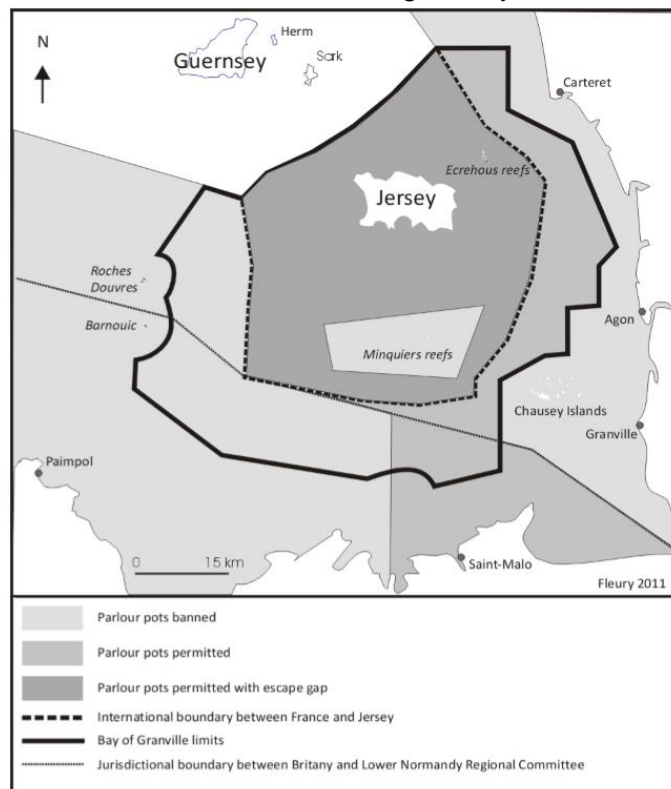 N
Herm
Guernsey
Sark
Carteret
Ecrehous reefs
Jersey
Roches
Douvres
Barnouic
Agon
Minquiers reefs
Chausey Islands
Granville
Paimpol
0 15 km
Saint-Malo
Fleury 2011
Parlour pots banned
Parlour pots permitted
Parlour pots permitted with escape gap
International boundary between France and Jersey
Bay of Granville limits
Jurisdictional boundary between Britany and Lower Normandy Regional Committee